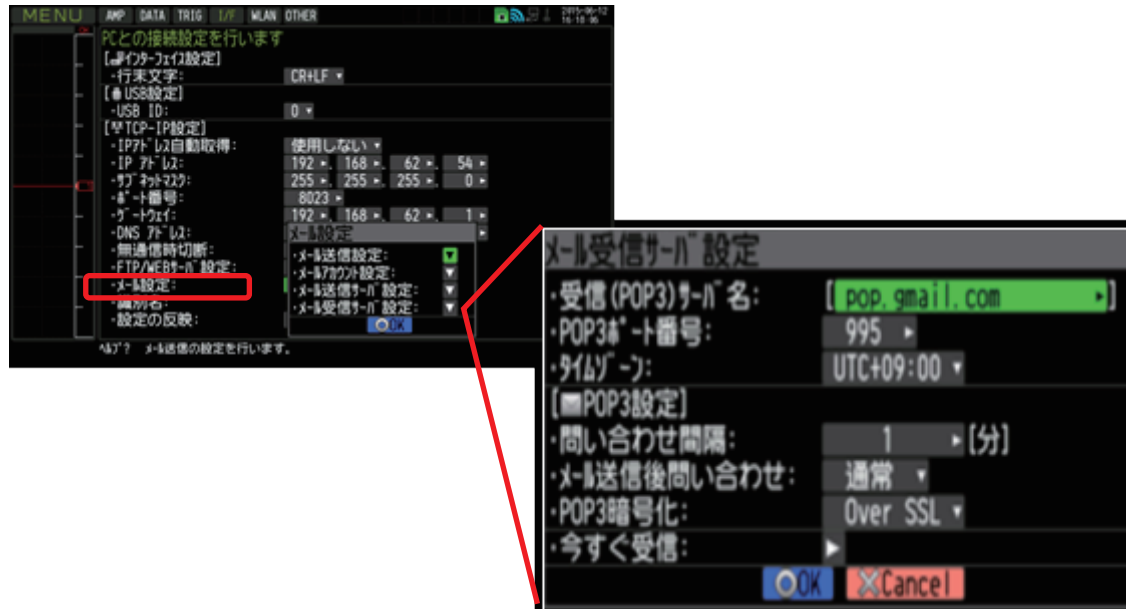 MENU AMP DATA TRIG I/F WLAN OTHER 2015-06-12
16:18:06
PCとの接続設定を行います
[インターフェイス設定]
・行末文字: CR+LF
[USB設定]
・USB ID: 0
[TCP-IP設定]
・IPアドレス自動取得: 使用しない
・IP アドレス: 192. 168. 62. 54
・サブネットマスク: 255. 255. 255. 0
・ポート番号: 8023
・ゲートウェイ: 192. 168. 62. 1
・DNS アドレス:
・無通信時切断:
・FTP/WEBサーバ設定:
・メール設定:
・識別名:
・設定の反映:
ヘルプ? メール送信の設定を行います。
メール設定
・メール送信設定: ▼
・メールアカウント設定: ▼
・メール送信サーバ設定: ▼
・メール受信サーバ設定: ▼
OK
メール受信サーバ設定
・受信(POP3)サーバ名: [pop.gmail.com]
・POP3ポート番号: 995
・タイムゾーン: UTC+09:00
[POP3設定]
・問い合わせ間隔: 1 [分]
・メール送信後問い合わせ: 通常
・POP3暗号化: Over SSL
・今すぐ受信:
OK Cancel